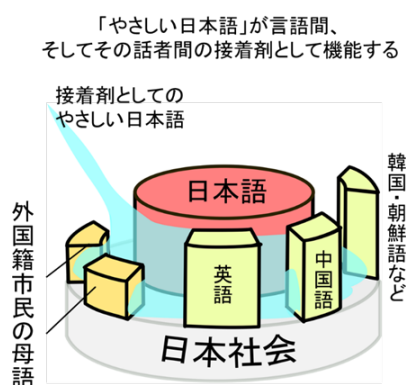 「やさしい日本語」が言語間、
そしてその話者間の接着剤として機能する
接着剤としての
やさしい日本語
日本語
韓国・朝鮮語など
外国籍市民の母語
英語
中国語
日本社会